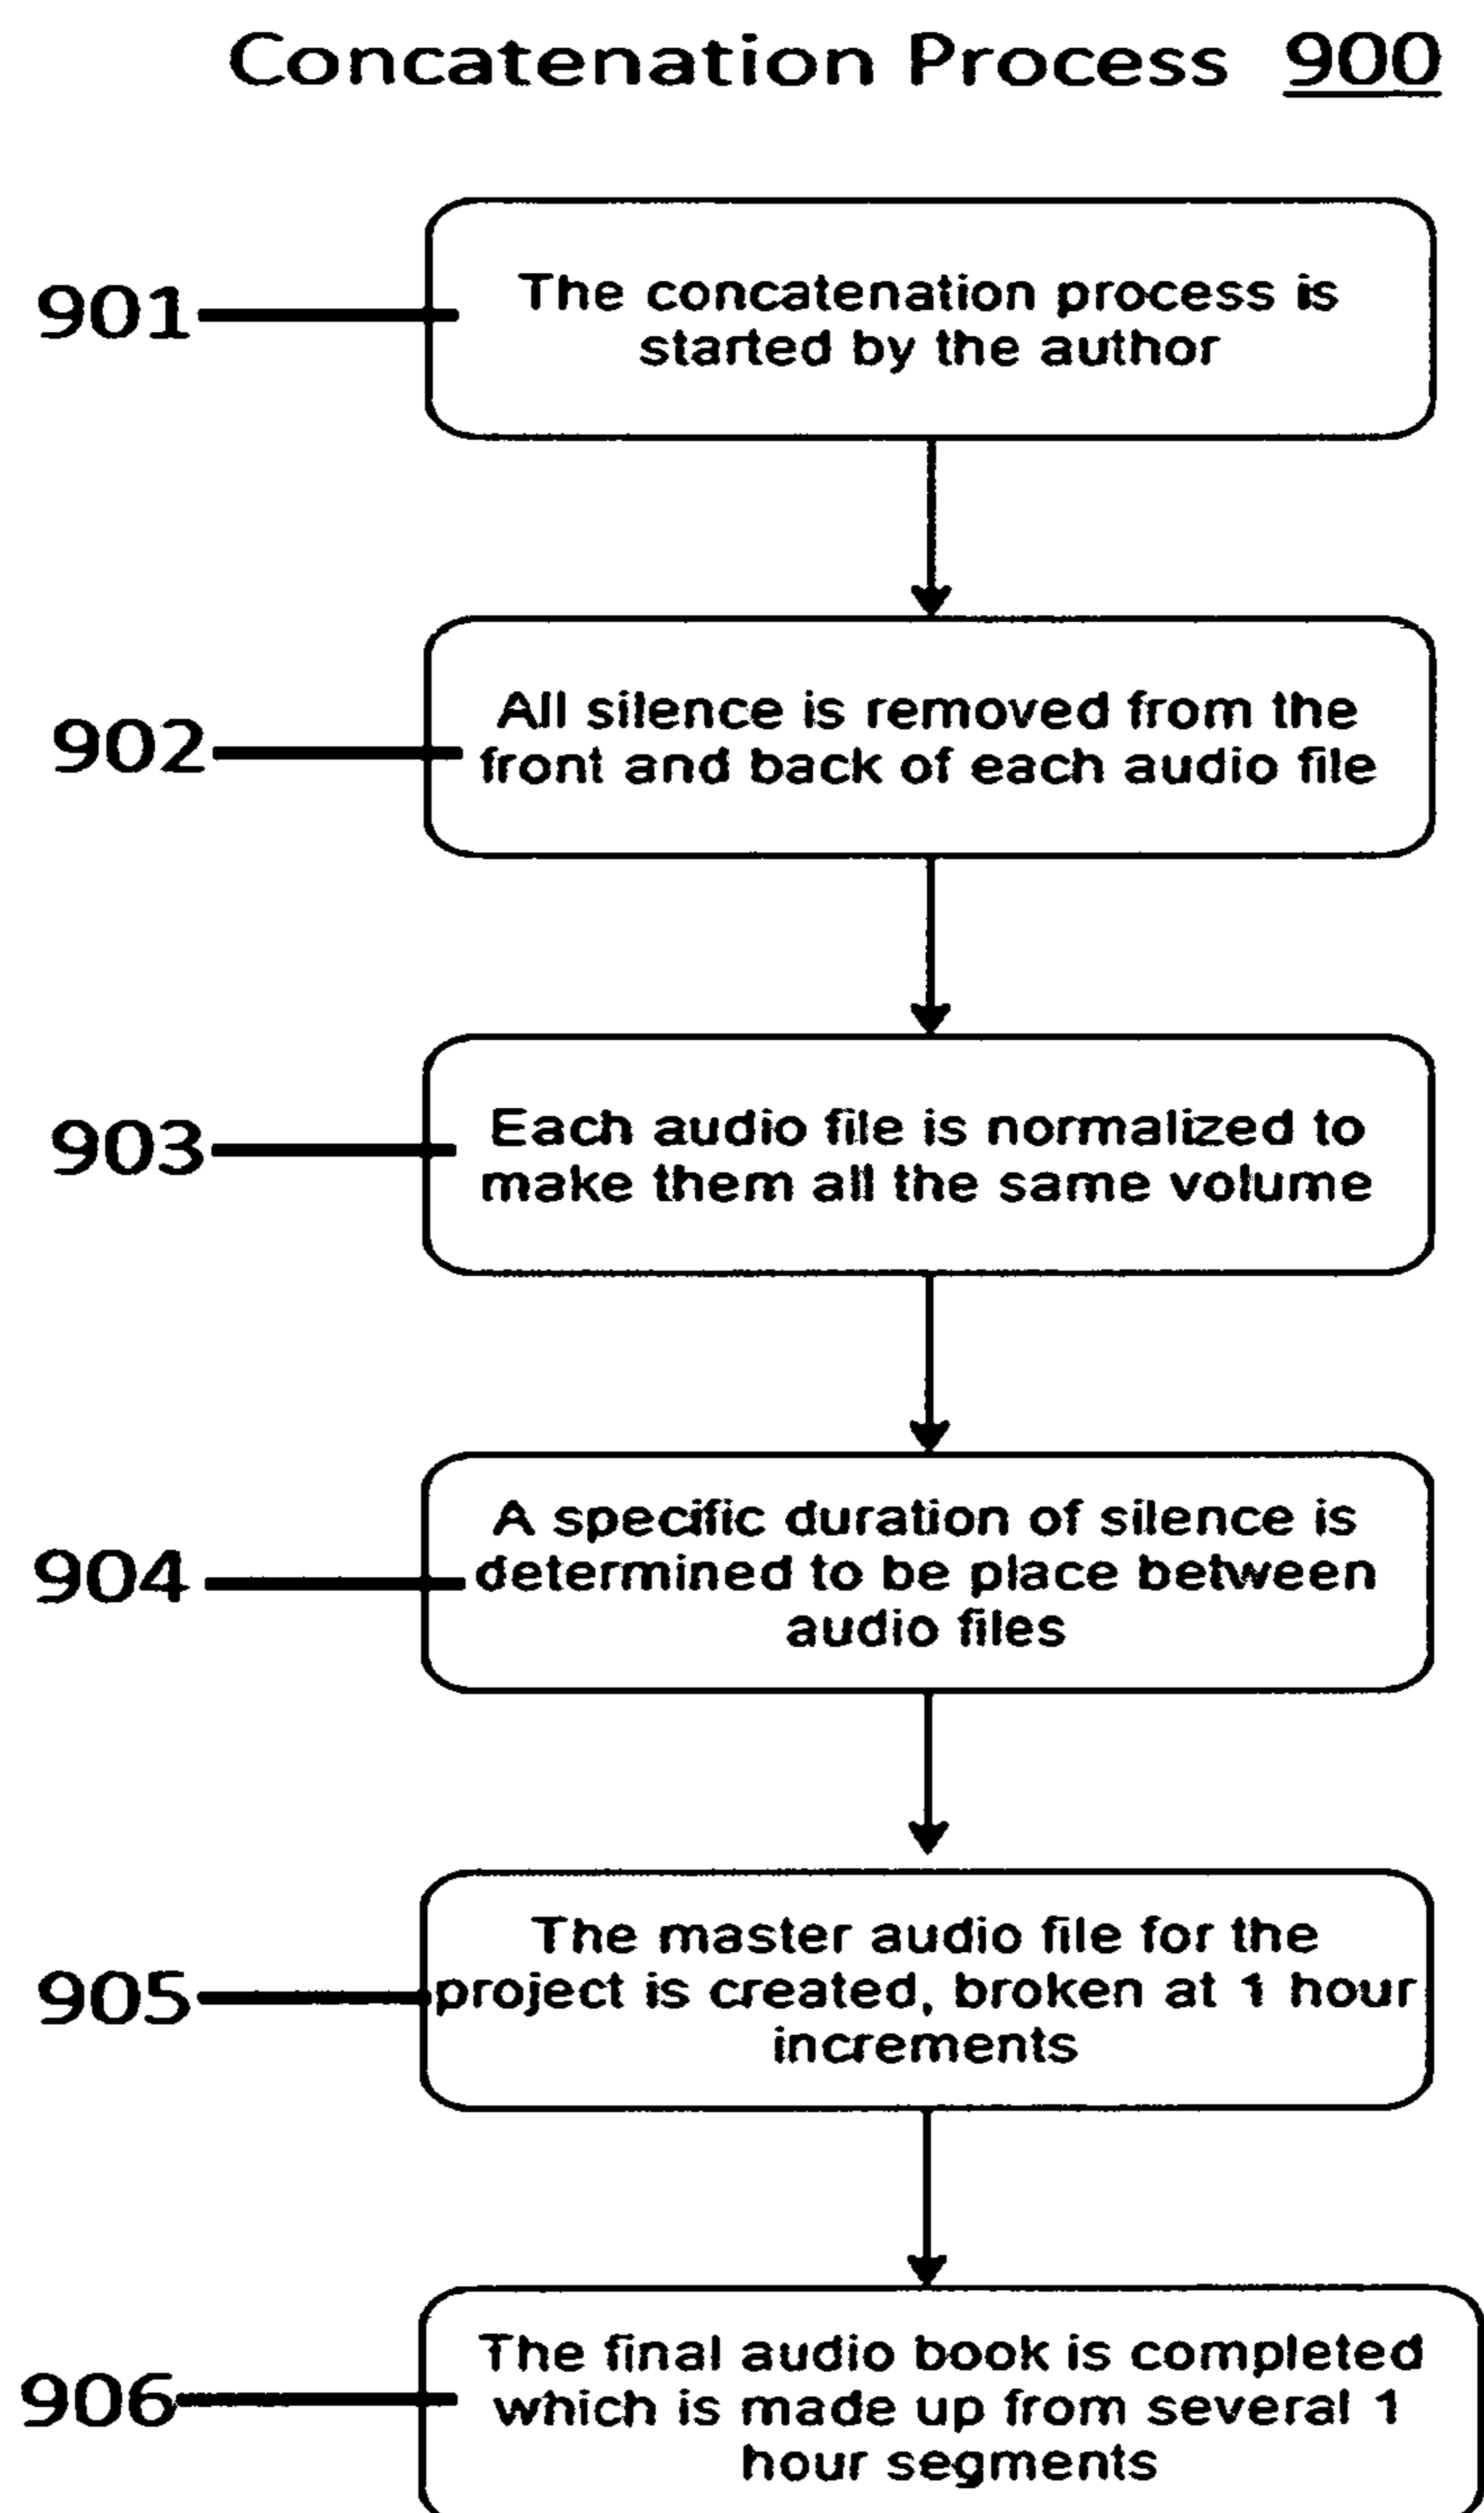 Concatenation Process 900
901
The concatenation process is
started by the author
902
All silence is removed from the
front and back of each audio file
903
Each audio file is normalized to
make them all the same volume
904
A specific duration of silence is
determined to be place between
audio files
905
The master audio file for the
project is created, broken at 1 hour
increments
906
The final audio book is completed
which is made up from several 1
hour segments